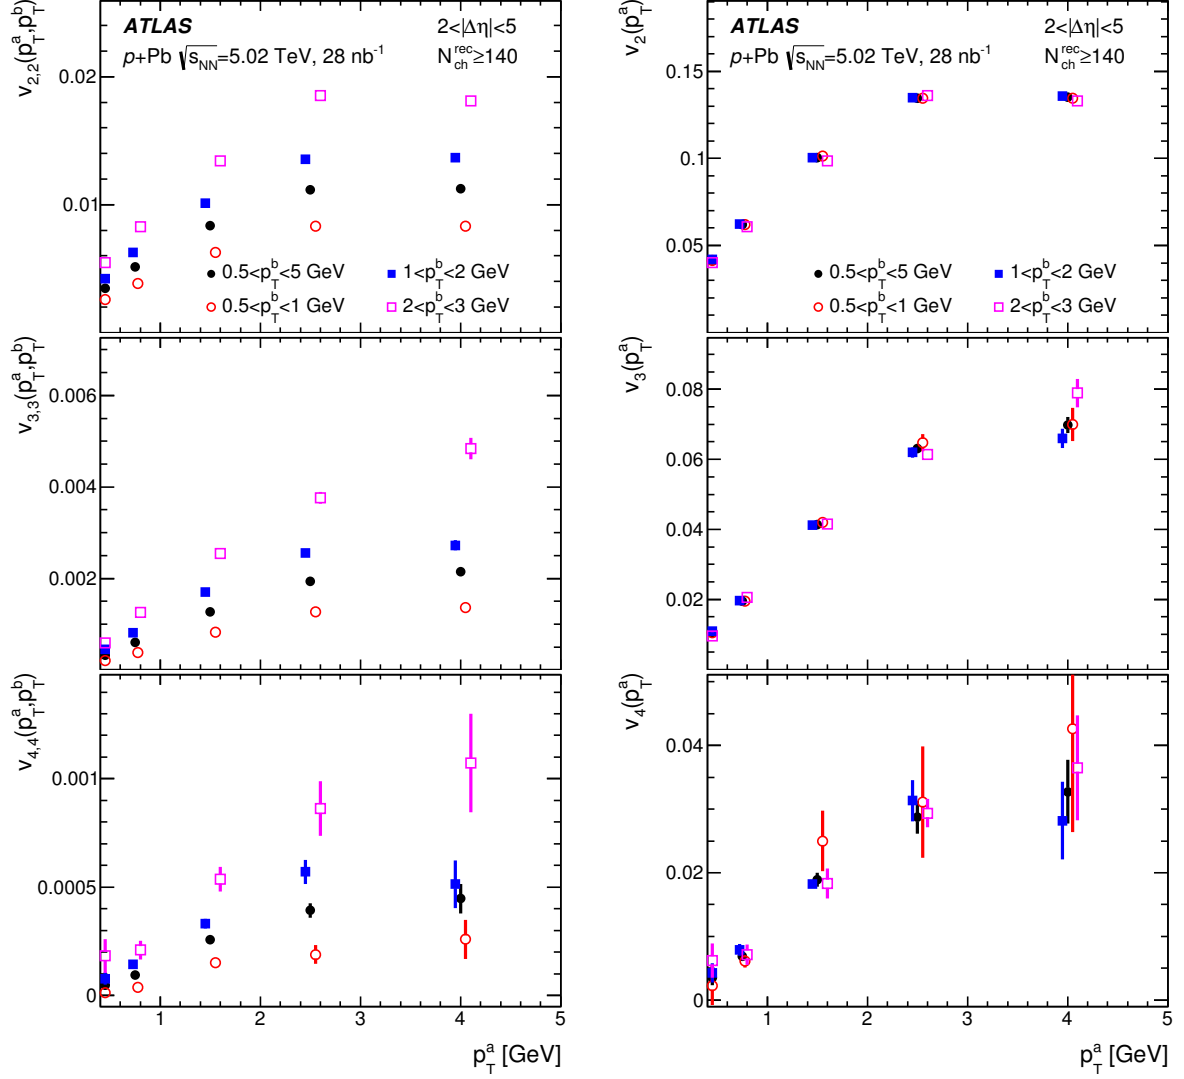 v2,2(pTa,pTb)
ATLAS 2<|Δη|<5
p+Pb √sNN=5.02 TeV, 28 nb-1 Nchrec≥140
0.02
0.01
0.5<pTb<5 GeV 1<pTb<2 GeV
0.5<pTb<1 GeV 2<pTb<3 GeV
v3,3(pTa,pTb)
0.006
0.004
0.002
v4,4(pTa,pTb)
0.001
0.0005
0
1 2 3 4 5
pTa [GeV]
v2(pTa)
ATLAS 2<|Δη|<5
p+Pb √sNN=5.02 TeV, 28 nb-1 Nchrec≥140
0.15
0.1
0.05
0.5<pTb<5 GeV 1<pTb<2 GeV
0.5<pTb<1 GeV 2<pTb<3 GeV
v3(pTa)
0.08
0.06
0.04
0.02
v4(pTa)
0.04
0.02
0
1 2 3 4 5
pTa [GeV]